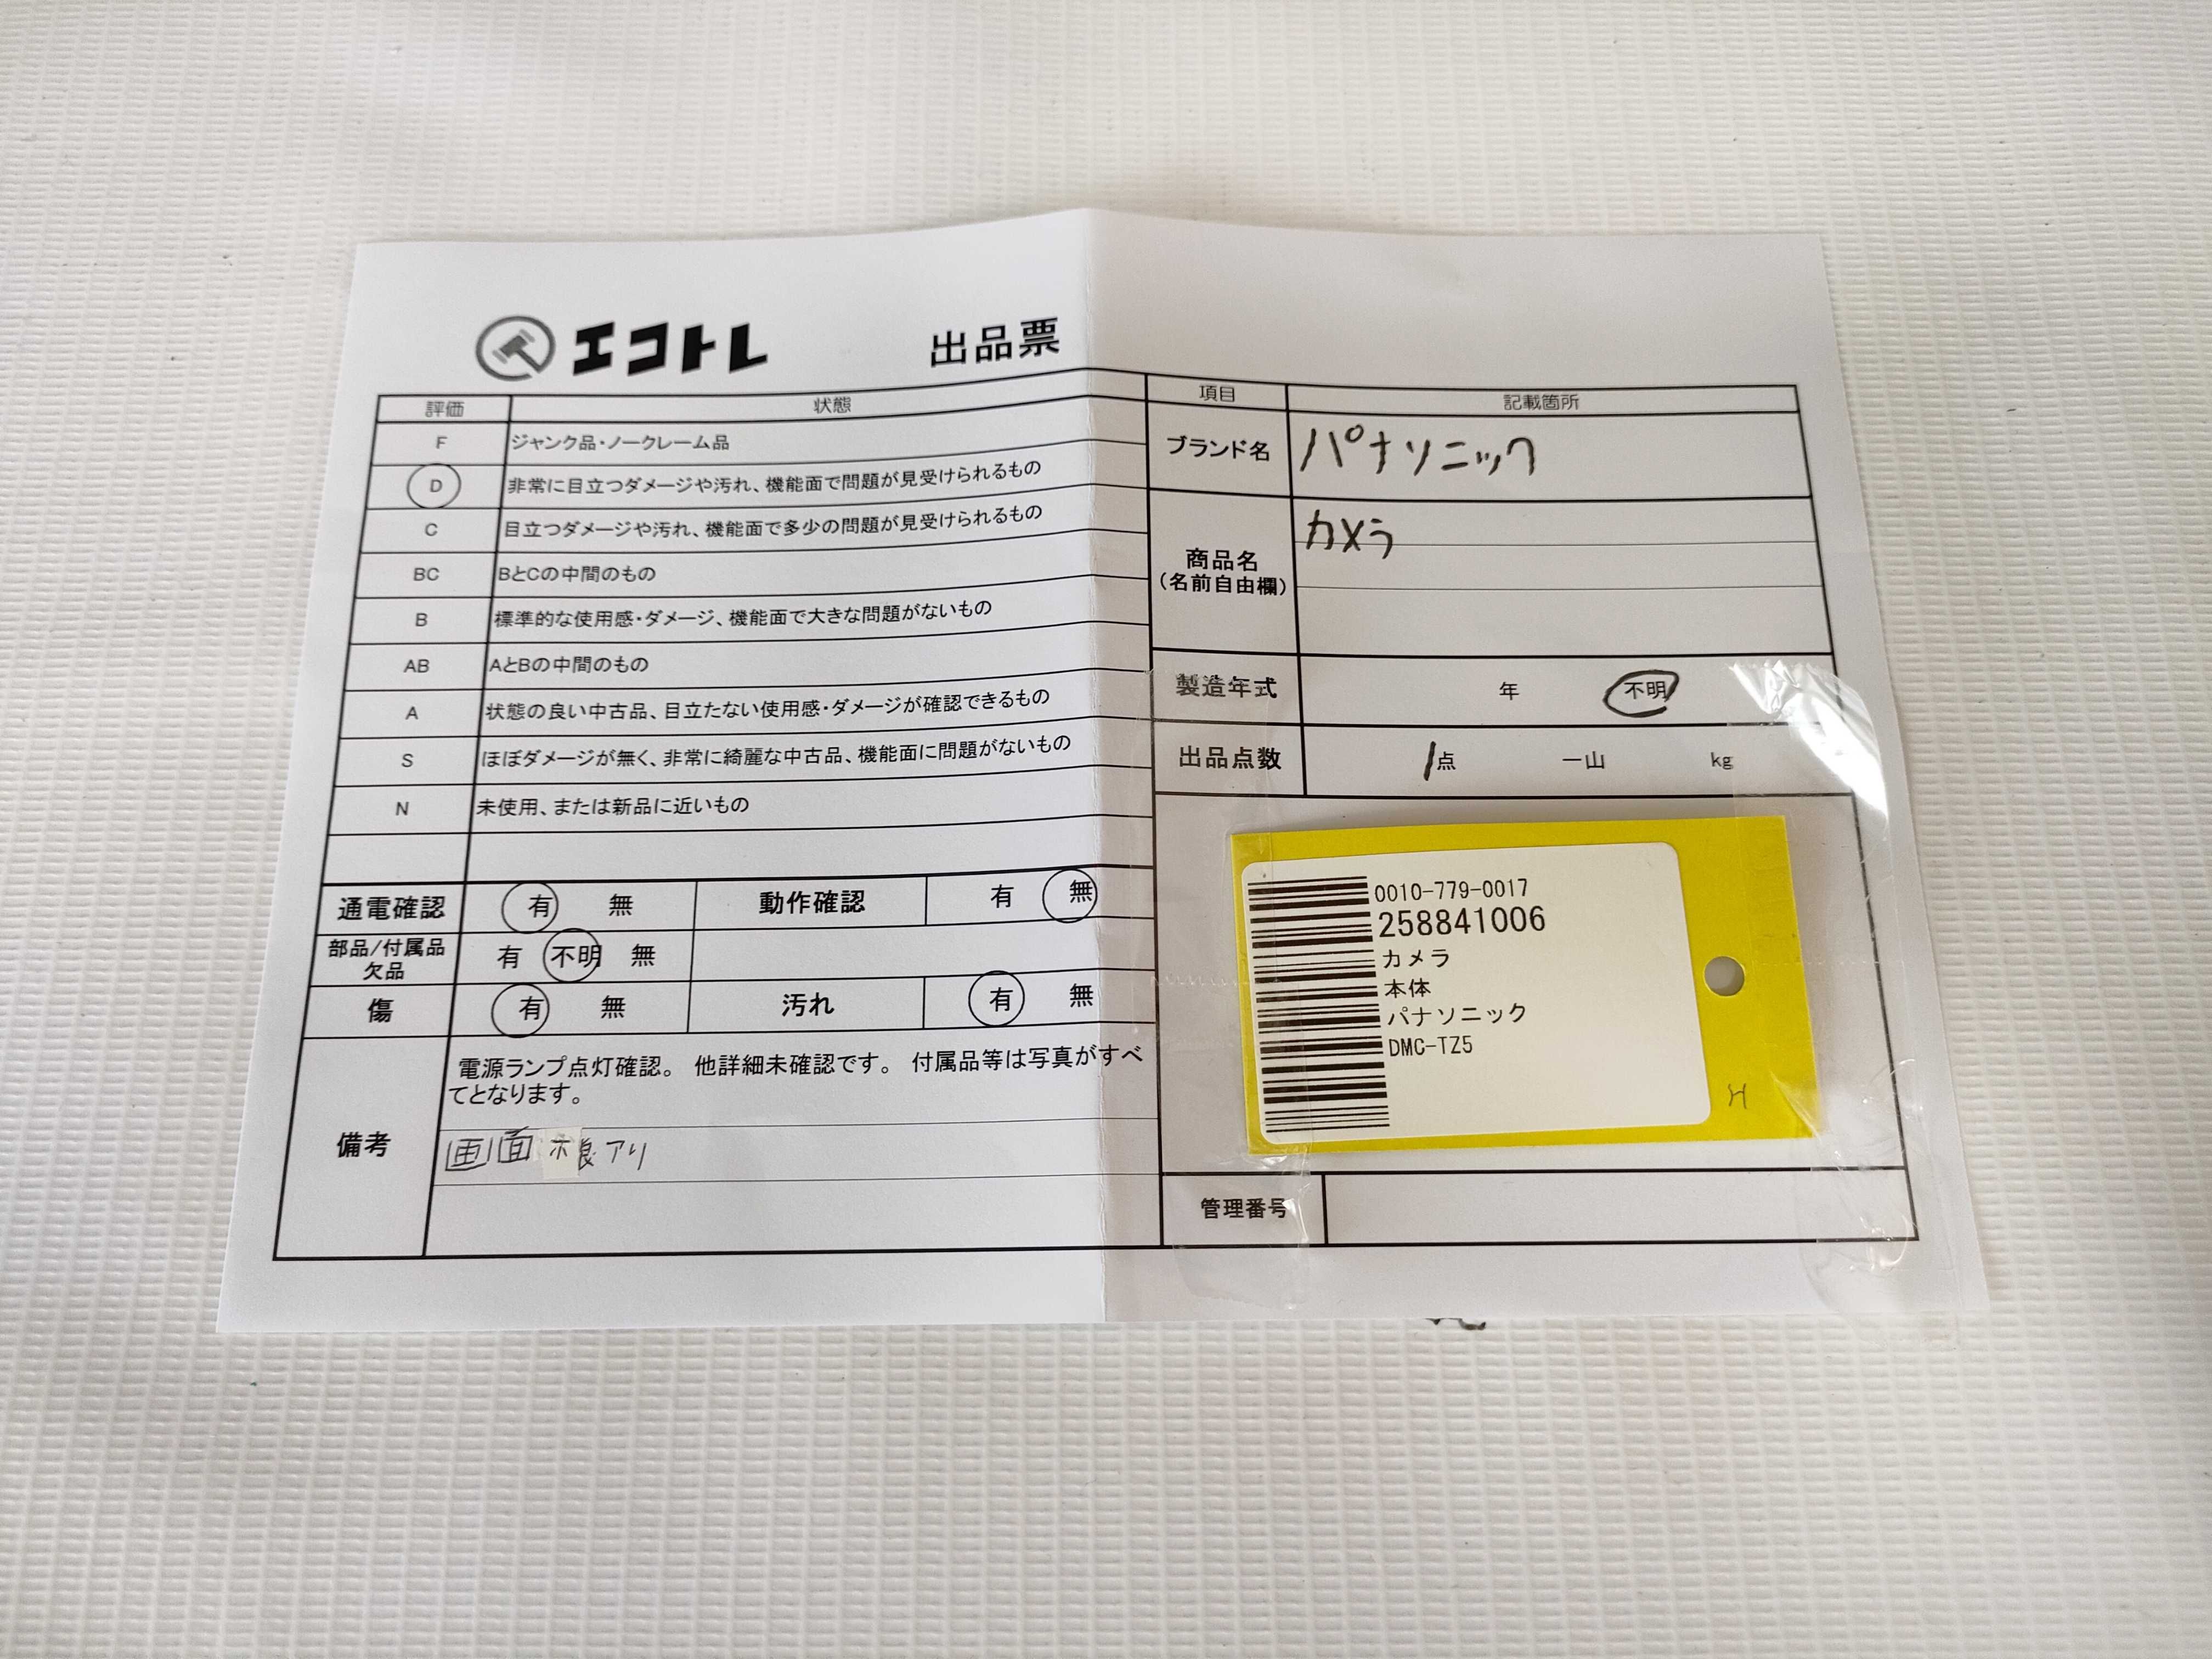 エコトレ 出品票
評価 状態
F ジャンク品・ノークレーム品
D 非常に目立つダメージや汚れ、機能面で問題が見受けられるもの
C 目立つダメージや汚れ、機能面で多少の問題が見受けられるもの
BC BとCの中間のもの
B 標準的な使用感・ダメージ、機能面で大きな問題がないもの
AB AとBの中間のもの
A 状態の良い中古品、目立たない使用感・ダメージが確認できるもの
S ほぼダメージが無く、非常に綺麗な中古品、機能面に問題がないもの
N 未使用、または新品に近いもの
通電確認 有 無 動作確認 有 無
部品/付属品
欠品 有 不明 無
傷 有 無 汚れ 有 無
備考
電源ランプ点灯確認。 他詳細未確認です。 付属品等は写真がすべ
てとなります。
画面不良アリ
項目 記載箇所
ブランド名 パナソニック
商品名
(名前自由欄)
カメラ
製造年式 年 不明
出品点数 1点 一山 kg
0010-779-0017
258841006
カメラ
本体
パナソニック
DMC-TZ5
管理番号